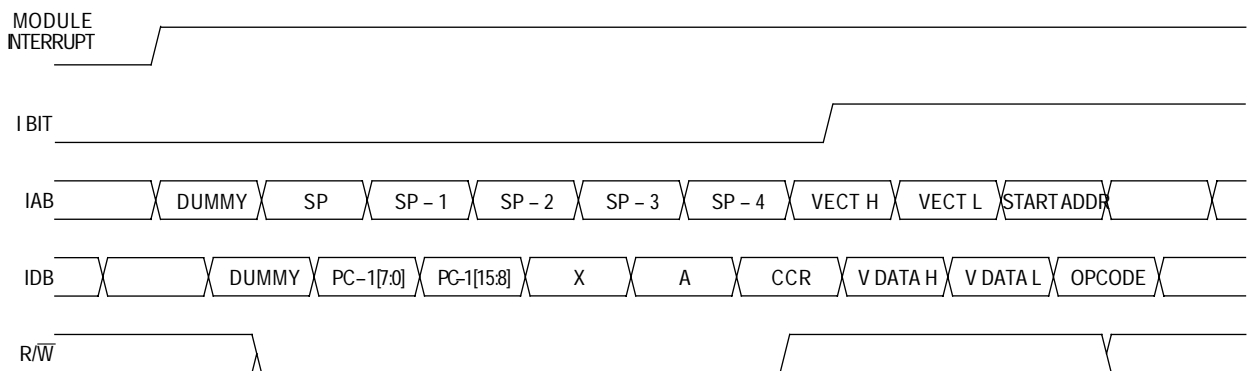 MODULE
INTERRUPT
I BIT
IAB DUMMY SP SP – 1 SP – 2 SP – 3 SP – 4 VECT H VECT L START ADDR
IDB DUMMY PC–1[7:0] PC–1[15:8] X A CCR V DATA H V DATA L OPCODE
R/W̅